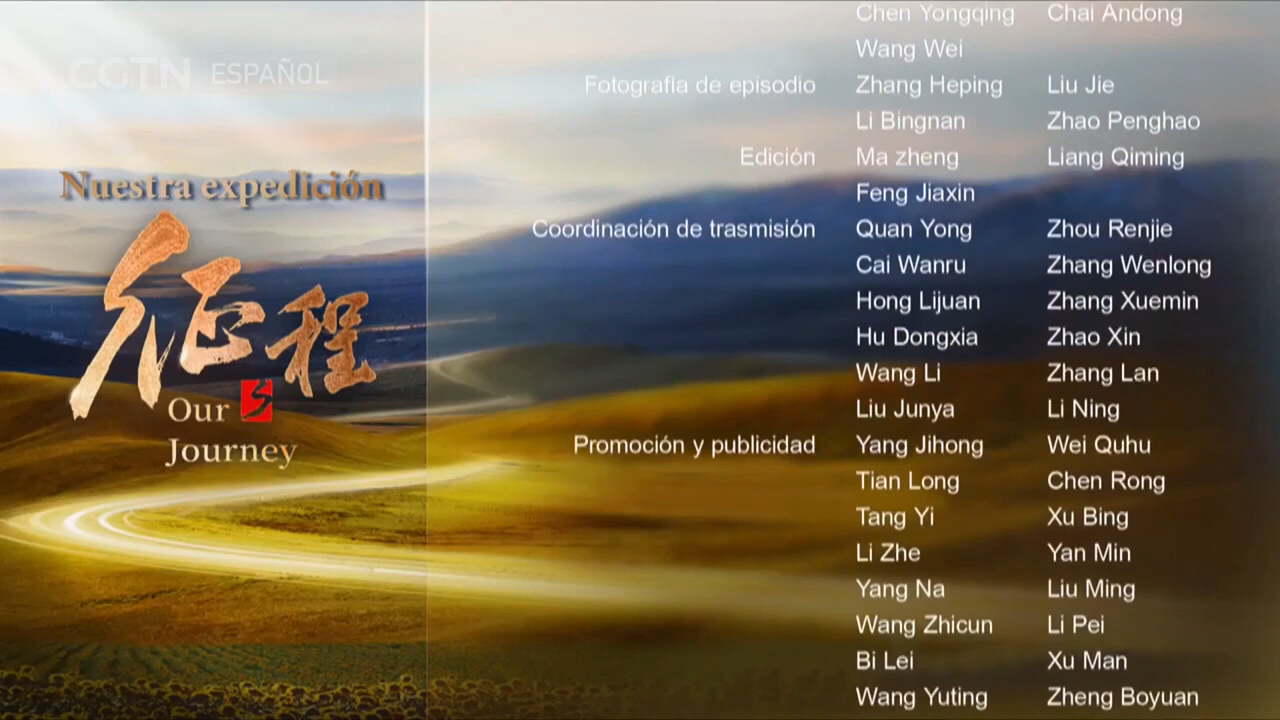 CGTN ESPAÑOL
Nuestra expedición
征程
Our
Journey
Chen Yongqing Chai Andong
Wang Wei
Fotografía de episodio Zhang Heping Liu Jie
Li Bingnan Zhao Penghao
Edición Ma zheng Liang Qiming
Feng Jiaxin
Coordinación de trasmisión Quan Yong Zhou Renjie
Cai Wanru Zhang Wenlong
Hong Lijuan Zhang Xuemin
Hu Dongxia Zhao Xin
Wang Li Zhang Lan
Liu Junya Li Ning
Promoción y publicidad Yang Jihong Wei Quhu
Tian Long Chen Rong
Tang Yi Xu Bing
Li Zhe Yan Min
Yang Na Liu Ming
Wang Zhicun Li Pei
Bi Lei Xu Man
Wang Yuting Zheng Boyuan